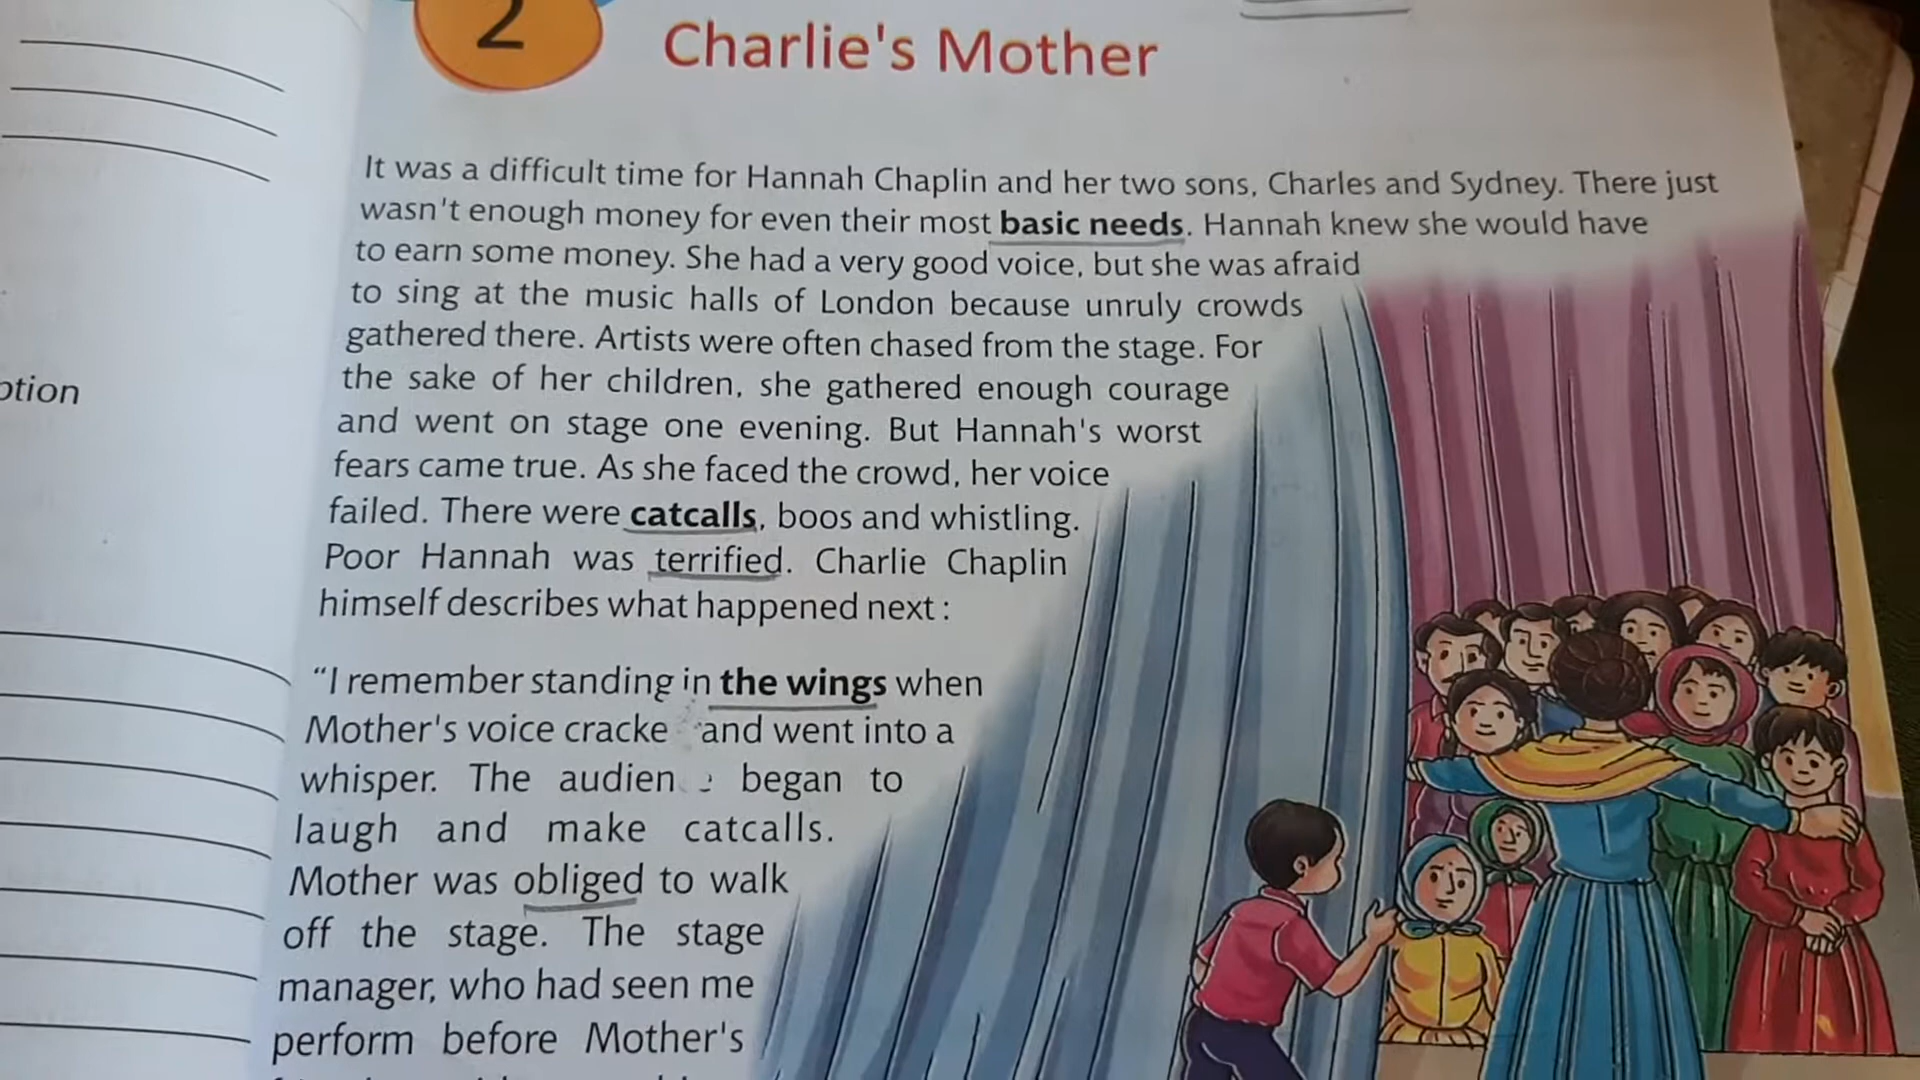 2
Charlie's Mother
It was a difficult time for Hannah Chaplin and her two sons, Charles and Sydney. There just
wasn't enough money for even their most basic needs. Hannah knew she would have
to earn some money. She had a very good voice, but she was afraid
to sing at the music halls of London because unruly crowds
gathered there. Artists were often chased from the stage. For
the sake of her children, she gathered enough courage
and went on stage one evening. But Hannah's worst
fears came true. As she faced the crowd, her voice
failed. There were catcalls, boos and whistling.
Poor Hannah was terrified. Charlie Chaplin
himself describes what happened next :
“I remember standing in the wings when
Mother's voice cracke and went into a
whisper. The audien e began to
laugh and make catcalls.
Mother was obliged to walk
off the stage. The stage
manager, who had seen me
perform before Mother's